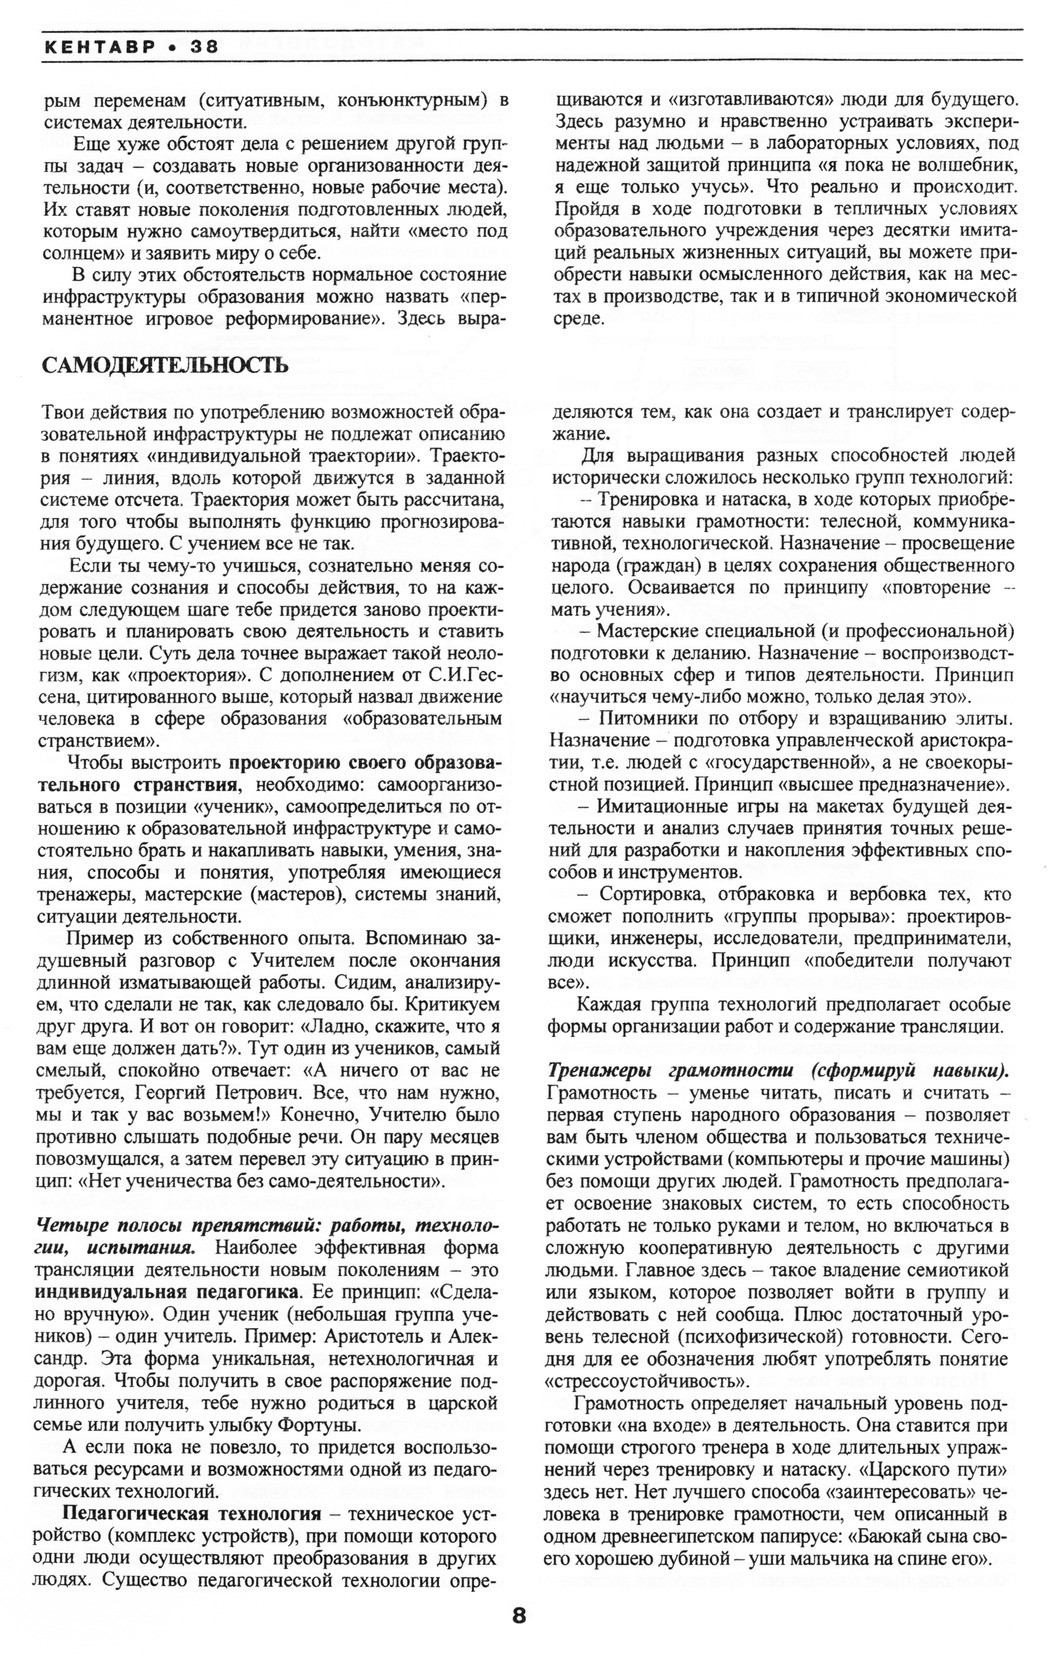 КЕНТАВР • 38
рым переменам (ситуативным, конъюнктурным) в
системах деятельности.
Еще хуже обстоят дела с решением другой груп-
пы задач – создавать новые организованности дея-
тельности (и, соответственно, новые рабочие места).
Их ставят новые поколения подготовленных людей,
которым нужно самоутвердиться, найти «место под
солнцем» и заявить миру о себе.
В силу этих обстоятельств нормальное состояние
инфраструктуры образования можно назвать «пер-
манентное игровое реформирование». Здесь выра-
щиваются и «изготавливаются» люди для будущего.
Здесь разумно и нравственно устраивать экспери-
менты над людьми – в лабораторных условиях, под
надежной защитой принципа «я пока не волшебник,
я еще только учусь». Что реально и происходит.
Пройдя в ходе подготовки в тепличных условиях
образовательного учреждения через десятки имита-
ций реальных жизненных ситуаций, вы можете при-
обрести навыки осмысленного действия, как на мес-
тах в производстве, так и в типичной экономической
среде.
САМОДЕЯТЕЛЬНОСТЬ
Твои действия по употреблению возможностей обра-
зовательной инфраструктуры не подлежат описанию
в понятиях «индивидуальной траектории». Траекто-
рия – линия, вдоль которой движутся в заданной
системе отсчета. Траектория может быть рассчитана,
для того чтобы выполнять функцию прогнозирова-
ния будущего. С учением все не так.
Если ты чему-то учишься, сознательно меняя со-
держание сознания и способы действия, то на каж-
дом следующем шаге тебе придется заново проекти-
ровать и планировать свою деятельность и ставить
новые цели. Суть дела точнее выражает такой неоло-
гизм, как «проектория». С дополнением от С.И.Гес-
сена, цитированного выше, который назвал движение
человека в сфере образования «образовательным
странствием».
Чтобы выстроить проекторию своего образова-
тельного странствия, необходимо: самоорганизо-
ваться в позиции «ученик», самоопределиться по от-
ношению к образовательной инфраструктуре и само-
стоятельно брать и накапливать навыки, умения, зна-
ния, способы и понятия, употребляя имеющиеся
тренажеры, мастерские (мастеров), системы знаний,
ситуации деятельности.
Пример из собственного опыта. Вспоминаю за-
душевный разговор с Учителем после окончания
длинной изматывающей работы. Сидим, анализиру-
ем, что сделали не так, как следовало бы. Критикуем
друг друга. И вот он говорит: «Ладно, скажите, что я
вам еще должен дать?». Тут один из учеников, самый
смелый, спокойно отвечает: «А ничего от вас не
требуется, Георгий Петрович. Все, что нам нужно,
мы и так у вас возьмем!» Конечно, Учителю было
противно слышать подобные речи. Он пару месяцев
повозмущался, а затем перевел эту ситуацию в прин-
цип: «Нет ученичества без само-деятельности».
Четыре полосы препятствий: работы, техноло-
гии, испытания. Наиболее эффективная форма
трансляции деятельности новым поколениям – это
индивидуальная педагогика. Ее принцип: «Сдела-
но вручную». Один ученик (небольшая группа уче-
ников) – один учитель. Пример: Аристотель и Алек-
сандр. Эта форма уникальная, нетехнологичная и
дорогая. Чтобы получить в свое распоряжение под-
линного учителя, тебе нужно родиться в царской
семье или получить улыбку Фортуны.
А если пока не повезло, то придется воспользо-
ваться ресурсами и возможностями одной из педаго-
гических технологий.
Педагогическая технология – техническое уст-
ройство (комплекс устройств), при помощи которого
одни люди осуществляют преобразования в других
людях. Существо педагогической технологии опре-
деляются тем, как она создает и транслирует содер-
жание.
Для выращивания разных способностей людей
исторически сложилось несколько групп технологий:
– Тренировка и натаска, в ходе которых приобре-
таются навыки грамотности: телесной, коммуника-
тивной, технологической. Назначение – просвещение
народа (граждан) в целях сохранения общественного
целого. Осваивается по принципу «повторение –
мать учения».
– Мастерские специальной (и профессиональной)
подготовки к деланию. Назначение – воспроизводст-
во основных сфер и типов деятельности. Принцип
«научиться чему-либо можно, только делая это».
– Питомники по отбору и взращиванию элиты.
Назначение – подготовка управленческой аристокра-
тии, т.е. людей с «государственной», а не своекоры-
стной позицией. Принцип «высшее предназначение».
– Имитационные игры на макетах будущей дея-
тельности и анализ случаев принятия точных реше-
ний для разработки и накопления эффективных спо-
собов и инструментов.
– Сортировка, отбраковка и вербовка тех, кто
сможет пополнить «группы прорыва»: проектиров-
щики, инженеры, исследователи, предприниматели,
люди искусства. Принцип «победители получают
все».
Каждая группа технологий предполагает особые
формы организации работ и содержание трансляции.
Тренажеры грамотности (сформируй навыки).
Грамотность – уменье читать, писать и считать –
первая ступень народного образования – позволяет
вам быть членом общества и пользоваться техниче-
скими устройствами (компьютеры и прочие машины)
без помощи других людей. Грамотность предполага-
ет освоение знаковых систем, то есть способность
работать не только руками и телом, но включаться в
сложную кооперативную деятельность с другими
людьми. Главное здесь – такое владение семиотикой
или языком, которое позволяет войти в группу и
действовать с ней сообща. Плюс достаточный уро-
вень телесной (психофизической) готовности. Сего-
дня для ее обозначения любят употреблять понятие
«стрессоустойчивость».
Грамотность определяет начальный уровень под-
готовки «на входе» в деятельность. Она ставится при
помощи строгого тренера в ходе длительных упраж-
нений через тренировку и натаску. «Царского пути»
здесь нет. Нет лучшего способа «заинтересовать» че-
ловека в тренировке грамотности, чем описанный в
одном древнеегипетском папирусе: «Баюкай сына сво-
его хорошею дубиной – уши мальчика на спине его».
8